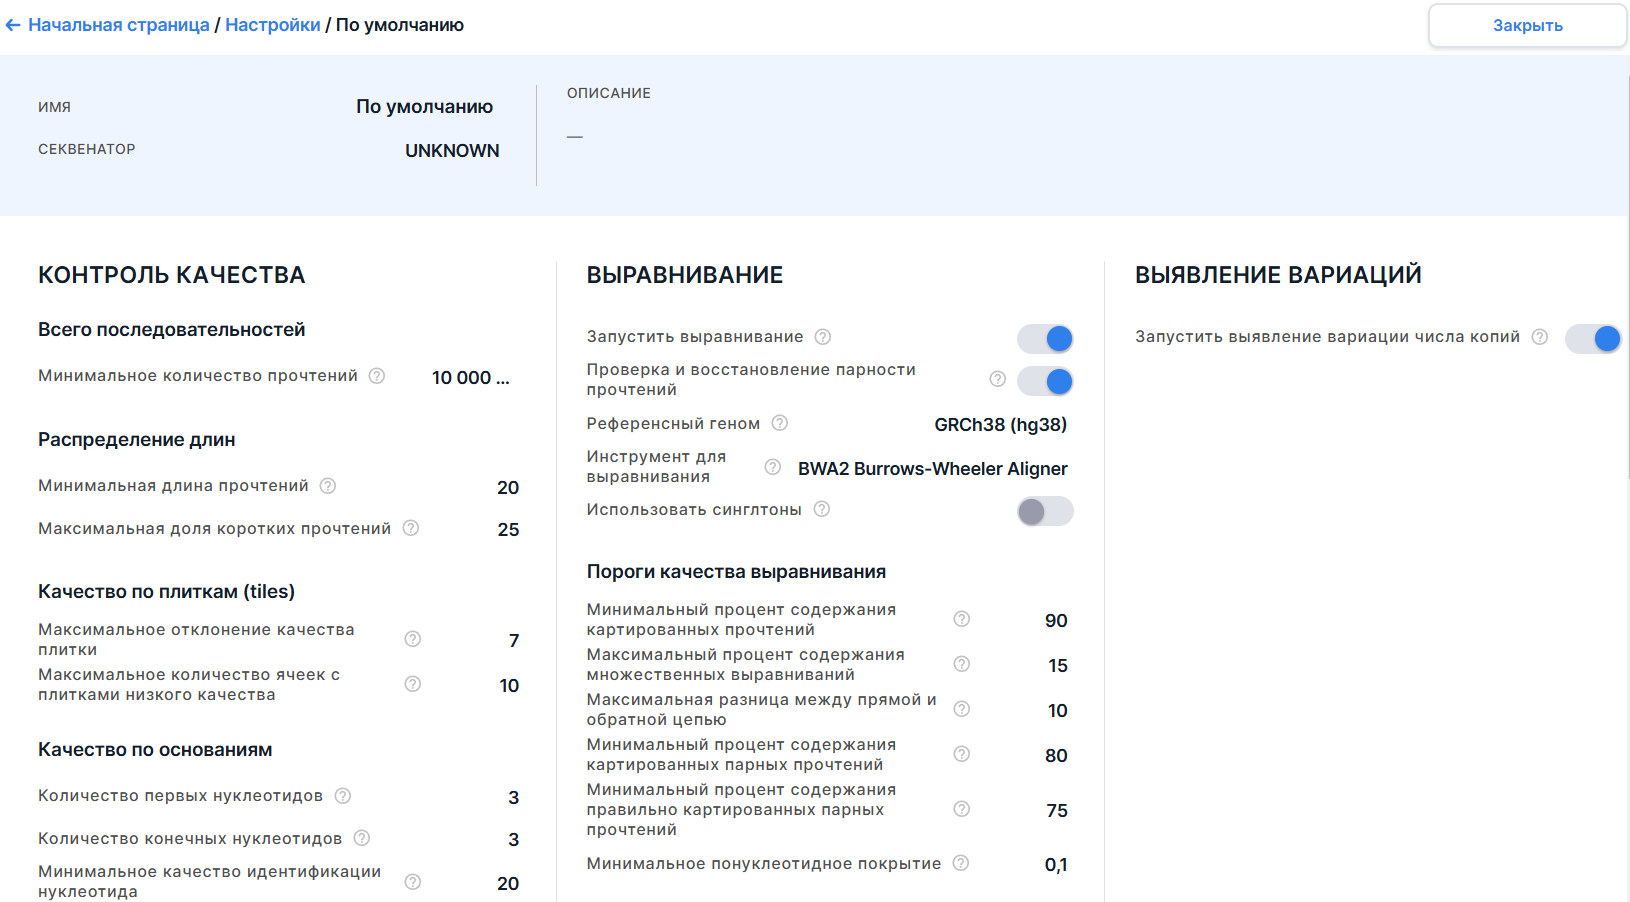 ← Начальная страница / Настройки / По умолчанию
Закрыть
ИМЯ
По умолчанию
СЕКВЕНАТОР
UNKNOWN
ОПИСАНИЕ
—
КОНТРОЛЬ КАЧЕСТВА
Всего последовательностей
Минимальное количество прочтений ? 10 000 ...
Распределение длин
Минимальная длина прочтений ? 20
Максимальная доля коротких прочтений ? 25
Качество по плиткам (tiles)
Максимальное отклонение качества
плитки ? 7
Максимальное количество ячеек с
плитками низкого качества ? 10
Качество по основаниям
Количество первых нуклеотидов ? 3
Количество конечных нуклеотидов ? 3
Минимальное качество идентификации
нуклеотида ? 20
ВЫРАВНИВАНИЕ
Запустить выравнивание ?
Проверка и восстановление парности
прочтений ?
Референсный геном ? GRCh38 (hg38)
Инструмент для
выравнивания ? BWA2 Burrows-Wheeler Aligner
Использовать синглтоны ?
Пороги качества выравнивания
Минимальный процент содержания
картированных прочтений ? 90
Максимальный процент содержания
множественных выравниваний ? 15
Максимальная разница между прямой и
обратной цепью ? 10
Минимальный процент содержания
картированных парных прочтений ? 80
Минимальный процент содержания
правильно картированных парных
прочтений ? 75
Минимальное понуклеотидное покрытие ? 0,1
ВЫЯВЛЕНИЕ ВАРИАЦИЙ
Запустить выявление вариации числа копий ?